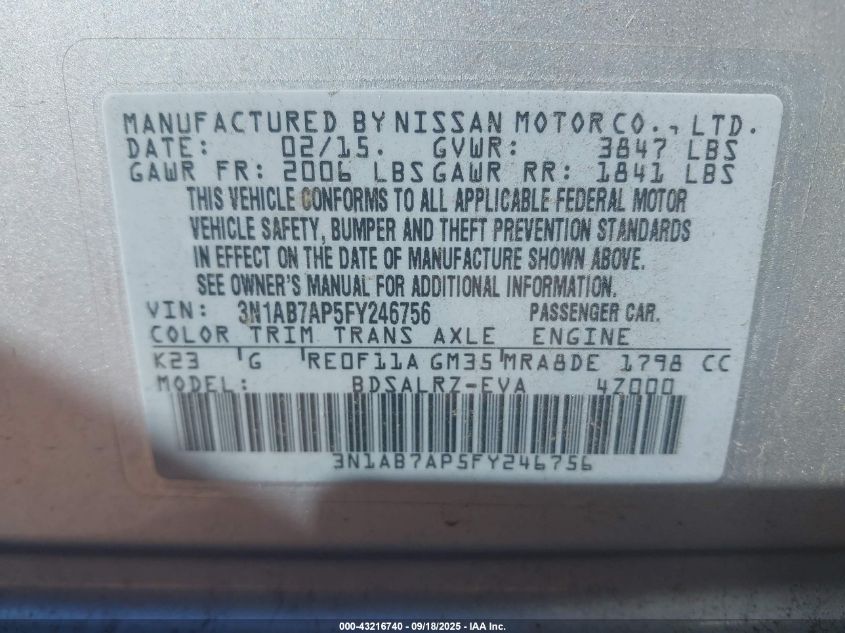 MANUFACTURED BY NISSAN MOTOR CO., LTD.
DATE: 02/15. GVWR: 3847 LBS
GAWR FR: 2006 LBS GAWR RR: 1841 LBS
THIS VEHICLE CONFORMS TO ALL APPLICABLE FEDERAL MOTOR
VEHICLE SAFETY, BUMPER AND THEFT PREVENTION STANDARDS
IN EFFECT ON THE DATE OF MANUFACTURE SHOWN ABOVE.
SEE OWNER'S MANUAL FOR ADDITIONAL INFORMATION.
VIN: 3N1AB7AP5FY246756 PASSENGER CAR.
COLOR TRIM TRANS AXLE ENGINE
K23 G RE0F11A GM35 MRA8DE 1798 CC
MODEL: BDSALRZ-EVA 4Z000
3N1AB7AP5FY246756
000-43216740 - 09/18/2025 - IAA Inc.